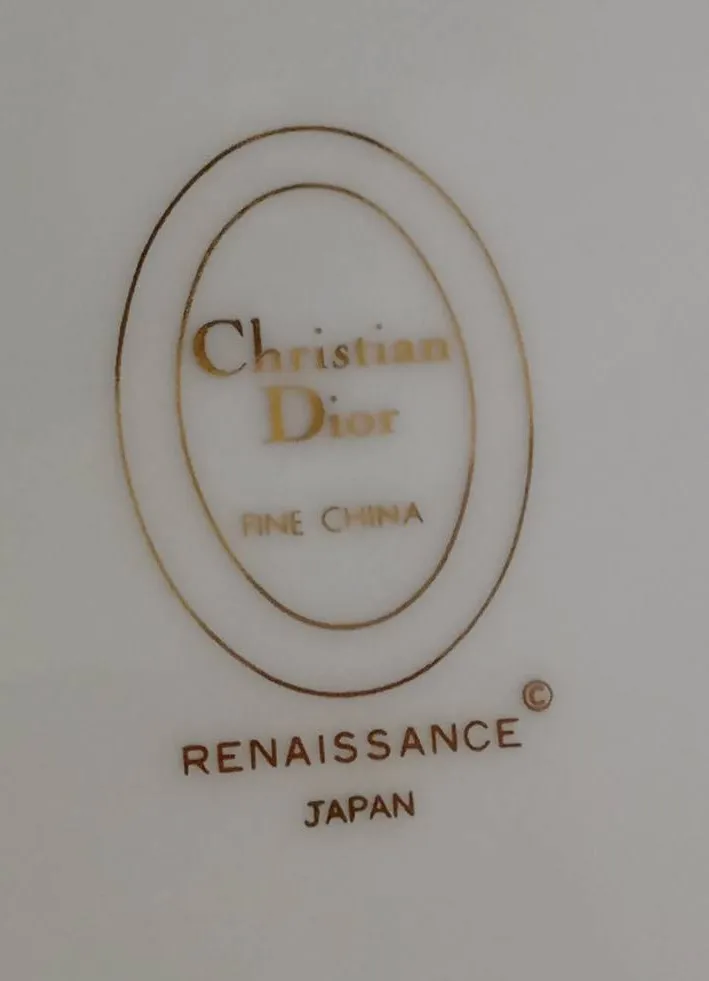 Christian
Dior
FINE CHINA
©
RENAISSANCE
JAPAN